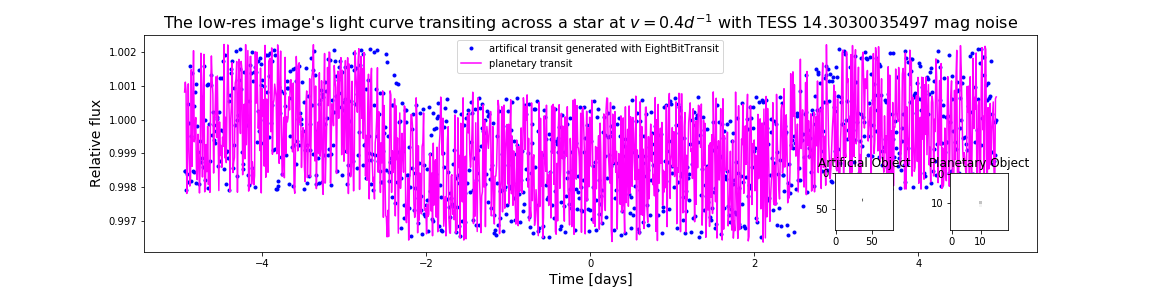 The low-res image's light curve transiting across a star at v = 0.4d⁻¹ with TESS 14.3030035497 mag noise
artifical transit generated with EightBitTransit
planetary transit
Relative flux
1.002
1.001
1.000
0.999
0.998
0.997
Artificial Object
0
50
0
50
Planetary Object
0
10
0
10
−4
−2
0
2
4
Time [days]